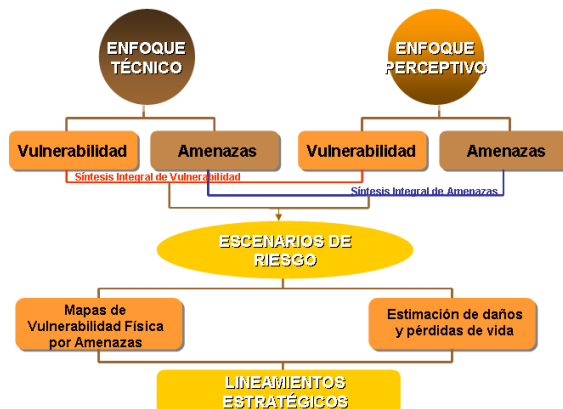 ENFOQUE
TÉCNICO
ENFOQUE
PERCEPTIVO
Vulnerabilidad
Amenazas
Vulnerabilidad
Amenazas
Síntesis Integral de Vulnerabilidad
Síntesis Integral de Amenazas
ESCENARIOS DE
RIESGO
Mapas de
Vulnerabilidad Física
por Amenazas
Estimación de daños
y pérdidas de vida
LINEAMIENTOS
ESTRATÉGICOS